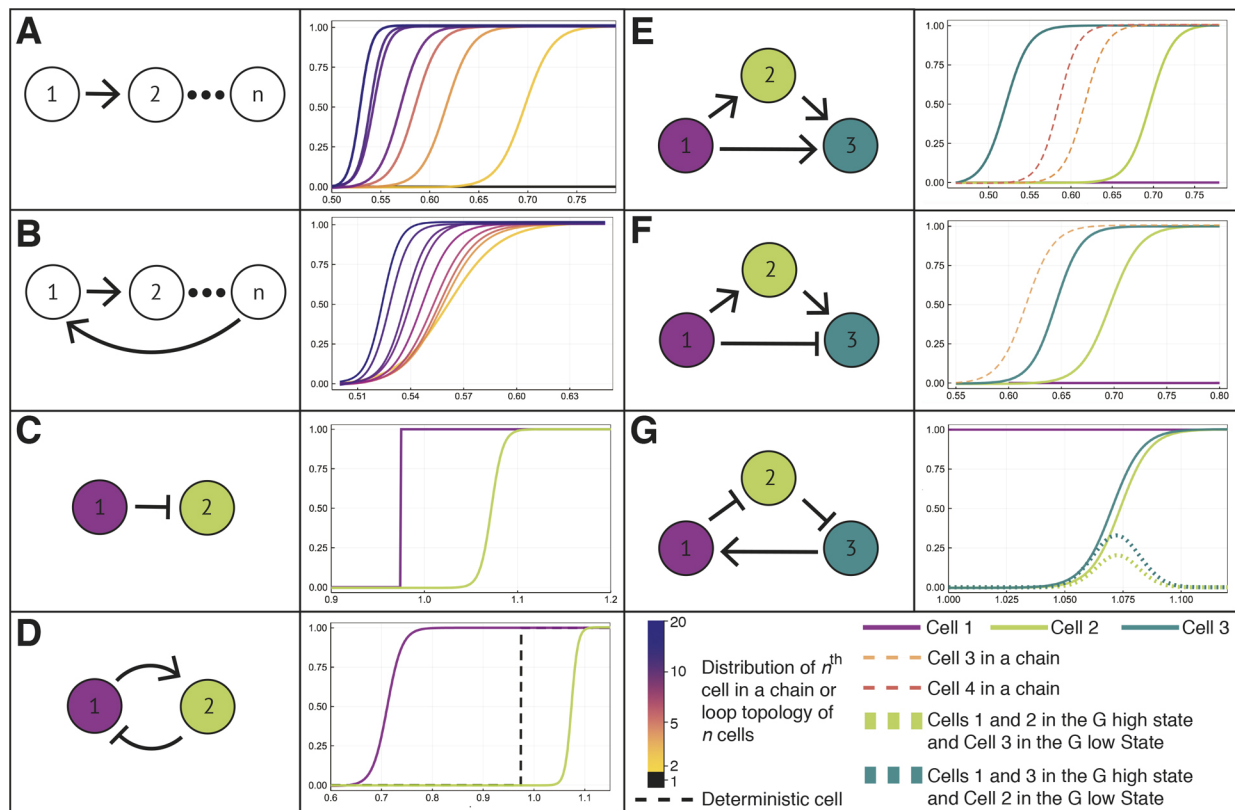 A
1 2 n
1.00
0.75
0.50
0.25
0.00
0.50 0.55 0.60 0.65 0.70 0.75
E
2
1 3
1.00
0.75
0.50
0.25
0.00
0.50 0.55 0.60 0.65 0.70 0.75
B
1 2 n
1.00
0.75
0.50
0.25
0.00
0.51 0.54 0.57 0.60 0.63
F
2
1 3
1.00
0.75
0.50
0.25
0.00
0.55 0.60 0.65 0.70 0.75 0.80
C
1 2
1.00
0.75
0.50
0.25
0.00
0.9 1.0 1.1 1.2
G
2
1 3
1.00
0.75
0.50
0.25
0.00
1.000 1.025 1.050 1.075 1.100
D
1 2
1.00
0.75
0.50
0.25
0.00
0.6 0.7 0.8 0.9 1.0 1.1
20
10
5
2
1
Distribution of nth
cell in a chain or
loop topology of
n cells
Deterministic cell
Cell 1 Cell 2 Cell 3
Cell 3 in a chain
Cell 4 in a chain
Cells 1 and 2 in the G high state
and Cell 3 in the G low State
Cells 1 and 3 in the G high state
and Cell 2 in the G low State